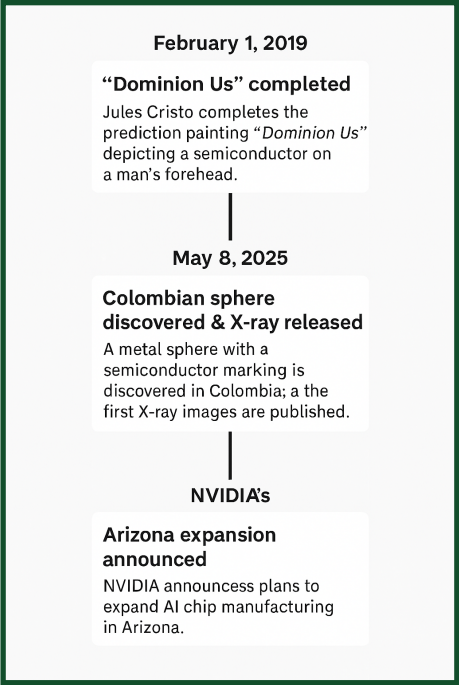 February 1, 2019
“Dominion Us” completed
Jules Cristo completes the
prediction painting “Dominion Us”
depicting a semiconductor on
a man’s forehead.
May 8, 2025
Colombian sphere
discovered & X-ray released
A metal sphere with a
semiconductor marking is
discovered in Colombia; a the
first X-ray images are published.
NVIDIA’s
Arizona expansion
announced
NVIDIA announcess plans to
expand AI chip manufacturing
in Arizona.